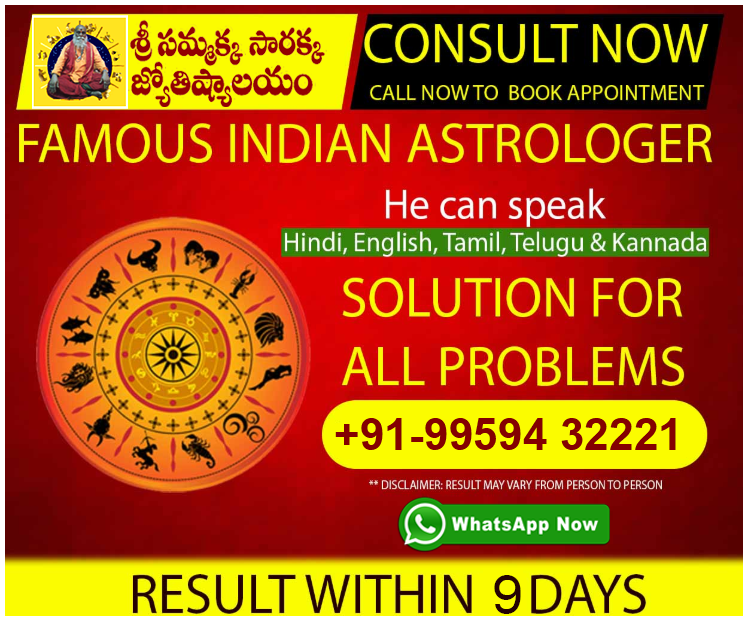 శ్రీ సమ్మక్క సారక్క
జ్యోతిష్యాలయం
CONSULT NOW
CALL NOW TO BOOK APPOINTMENT
FAMOUS INDIAN ASTROLOGER
He can speak
Hindi, English, Tamil, Telugu & Kannada
SOLUTION FOR
ALL PROBLEMS
+91-99594 32221
** DISCLAIMER: RESULT MAY VARY FROM PERSON TO PERSON
WhatsApp Now
RESULT WITHIN 9 DAYS